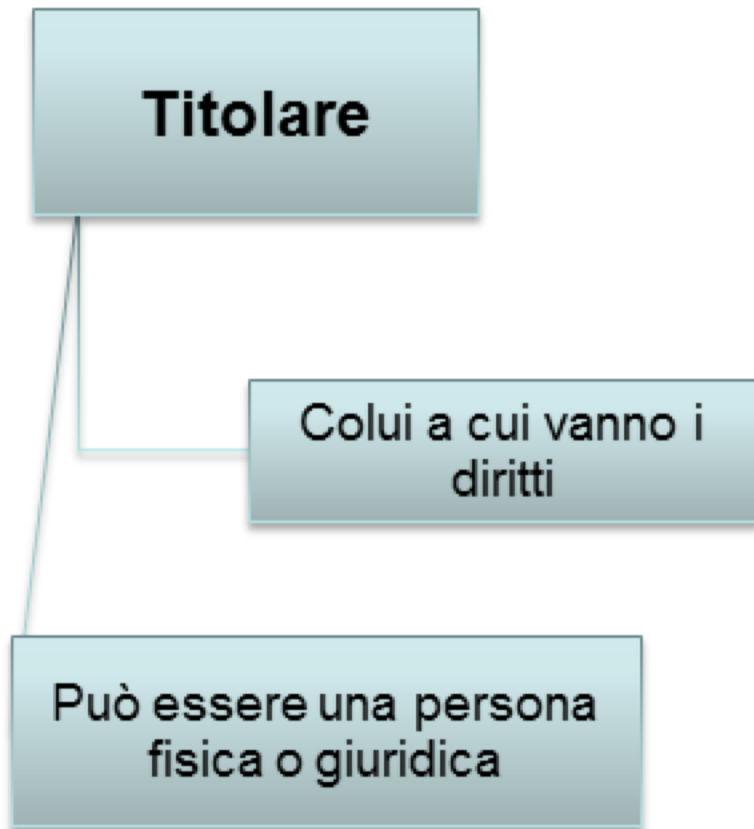 Titolare
Colui a cui vanno i
diritti
Può essere una persona
fisica o giuridica